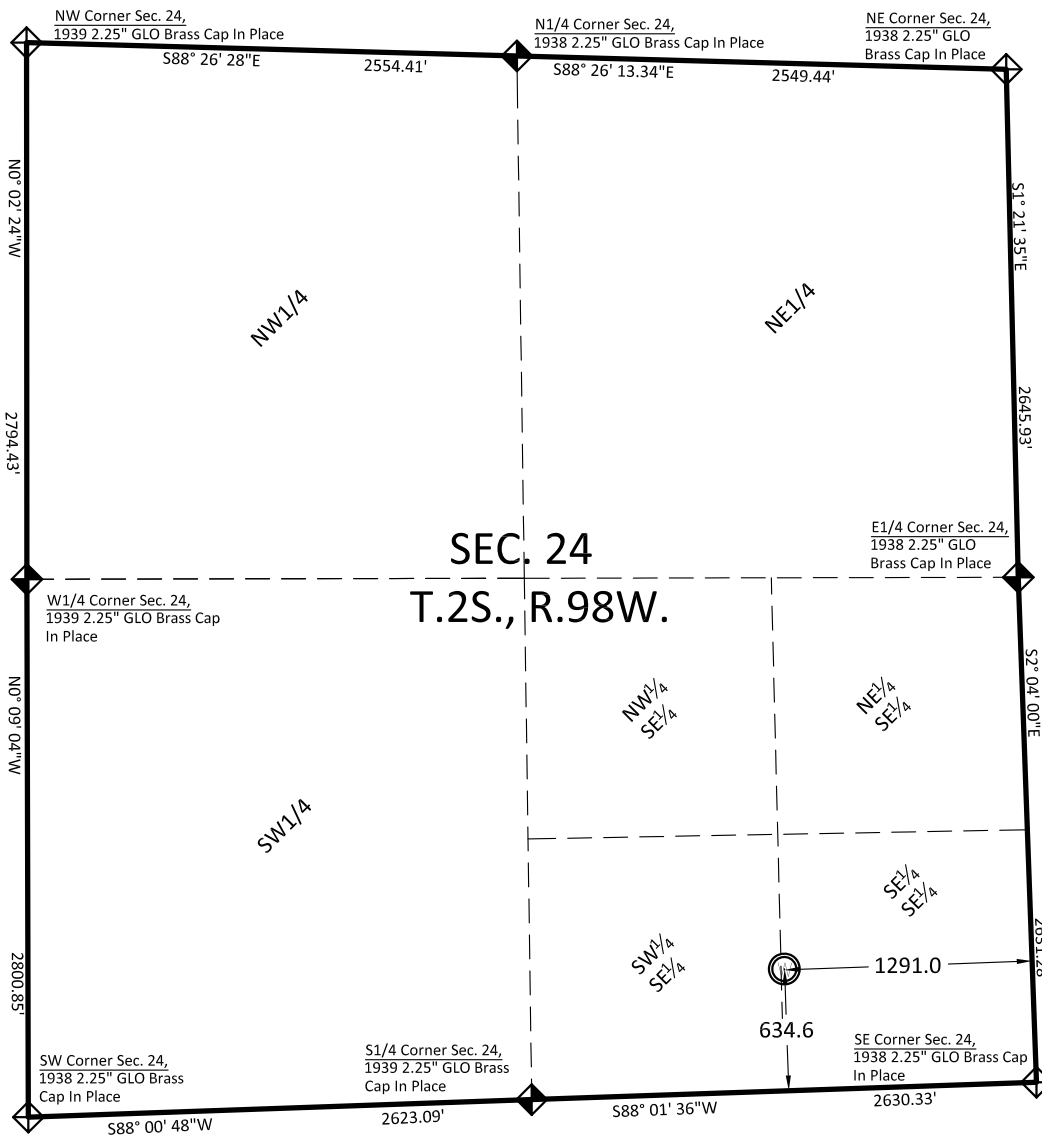 NW Corner Sec. 24,
1939 2.25" GLO Brass Cap In Place
N1/4 Corner Sec. 24,
1938 2.25" GLO Brass Cap In Place
NE Corner Sec. 24,
1938 2.25" GLO
Brass Cap In Place
S88° 26' 28"E
2554.41'
S88° 26' 13.34"E
2549.44'
N0° 02' 24"W
S1° 21' 35"E
NW1/4
NE1/4
2794.43'
2645.93'
SEC. 24
T.2S., R.98W.
E1/4 Corner Sec. 24,
1938 2.25" GLO
Brass Cap In Place
W1/4 Corner Sec. 24,
1939 2.25" GLO Brass Cap
In Place
N0° 09' 04"W
S2° 04' 00"E
NW1/4
SE1/4
NE1/4
SE1/4
SW1/4
SE1/4
SE1/4
SW1/4
SE1/4
1291.0
634.6
2800.85'
SW Corner Sec. 24,
1938 2.25" GLO Brass
Cap In Place
S1/4 Corner Sec. 24,
1939 2.25" GLO Brass
Cap In Place
SE Corner Sec. 24,
1938 2.25" GLO Brass Cap
In Place
S88° 00' 48"W
2623.09'
S88° 01' 36"W
2630.33'